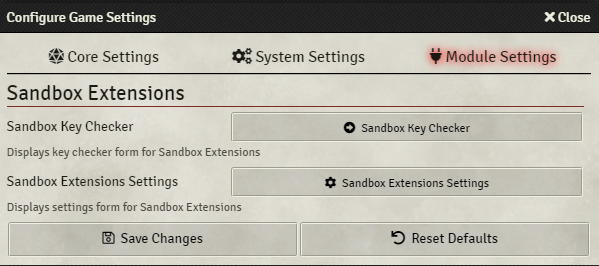 Configure Game Settings
Close
Core Settings
System Settings
Module Settings
Sandbox Extensions
Sandbox Key Checker
Sandbox Key Checker
Displays key checker form for Sandbox Extensions
Sandbox Extensions Settings
Sandbox Extensions Settings
Displays settings form for Sandbox Extensions
Save Changes
Reset Defaults